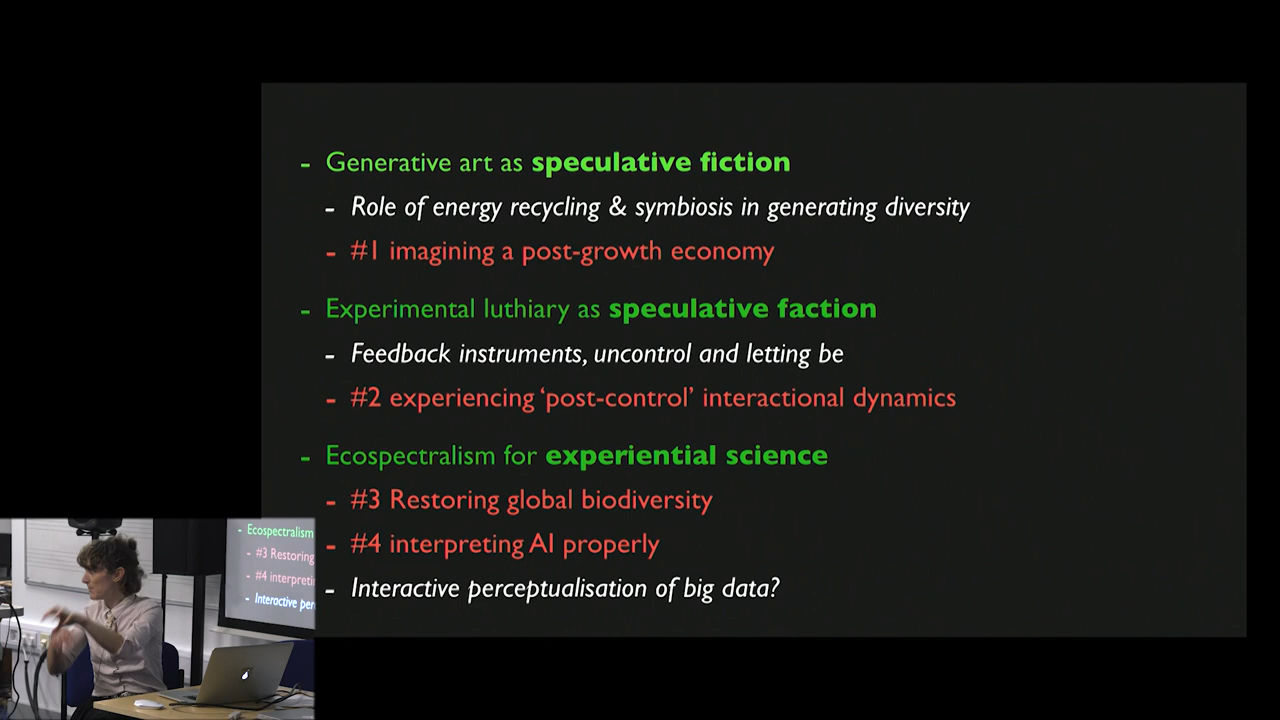 - Generative art as speculative fiction
- Role of energy recycling & symbiosis in generating diversity
- #1 imagining a post-growth economy
- Experimental luthiary as speculative faction
- Feedback instruments, uncontrol and letting be
- #2 experiencing ‘post-control’ interactional dynamics
- Ecospectralism for experiential science
- #3 Restoring global biodiversity
- #4 interpreting AI properly
- Interactive perceptualisation of big data?
- Ecospectralism
- #3 Restoring
- #4 interpreti
- Interactive per